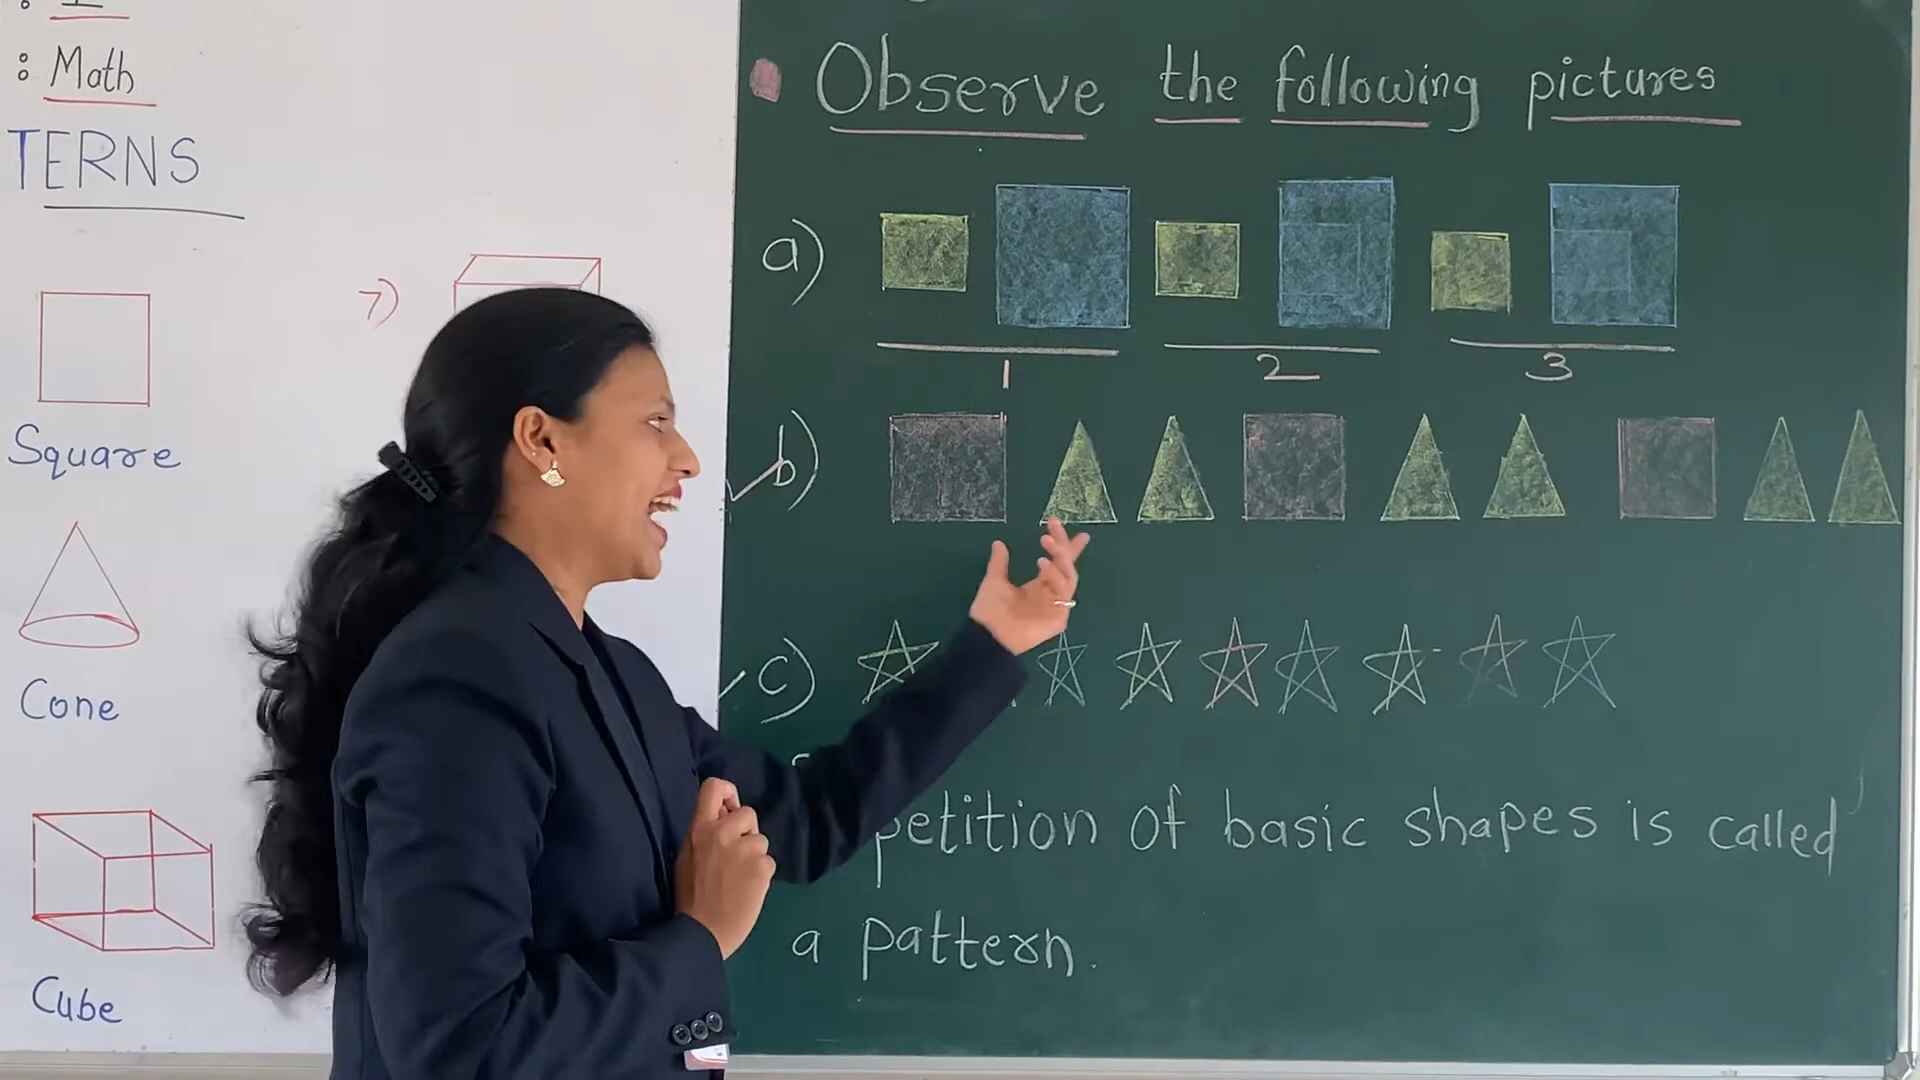 : Math
TERNS
7)
Square
Cone
Cube
Observe the following pictures
a)
1 2 3
b)
c)
petition of basic shapes is called
a pattern.